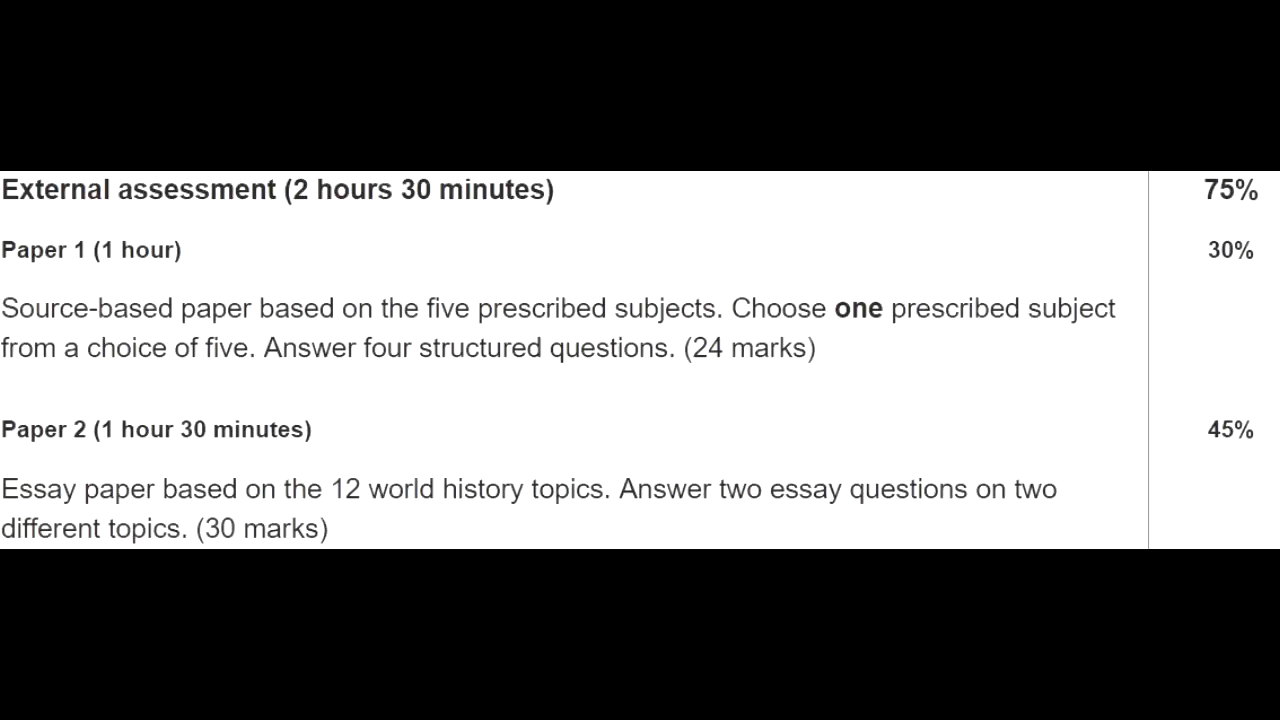 External assessment (2 hours 30 minutes) 75%
Paper 1 (1 hour) 30%
Source-based paper based on the five prescribed subjects. Choose one prescribed subject
from a choice of five. Answer four structured questions. (24 marks)
Paper 2 (1 hour 30 minutes) 45%
Essay paper based on the 12 world history topics. Answer two essay questions on two
different topics. (30 marks)